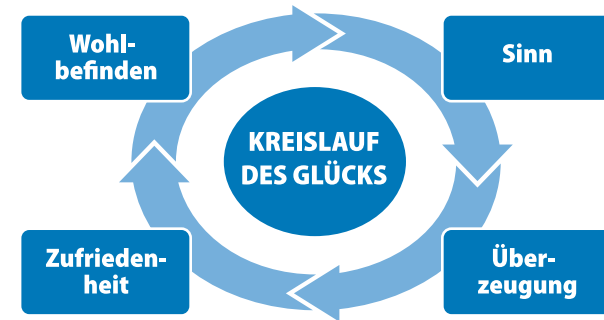 Wohl-
befinden
Sinn
KREISLAUF
DES GLÜCKS
Zufrieden-
heit
Über-
zeugung